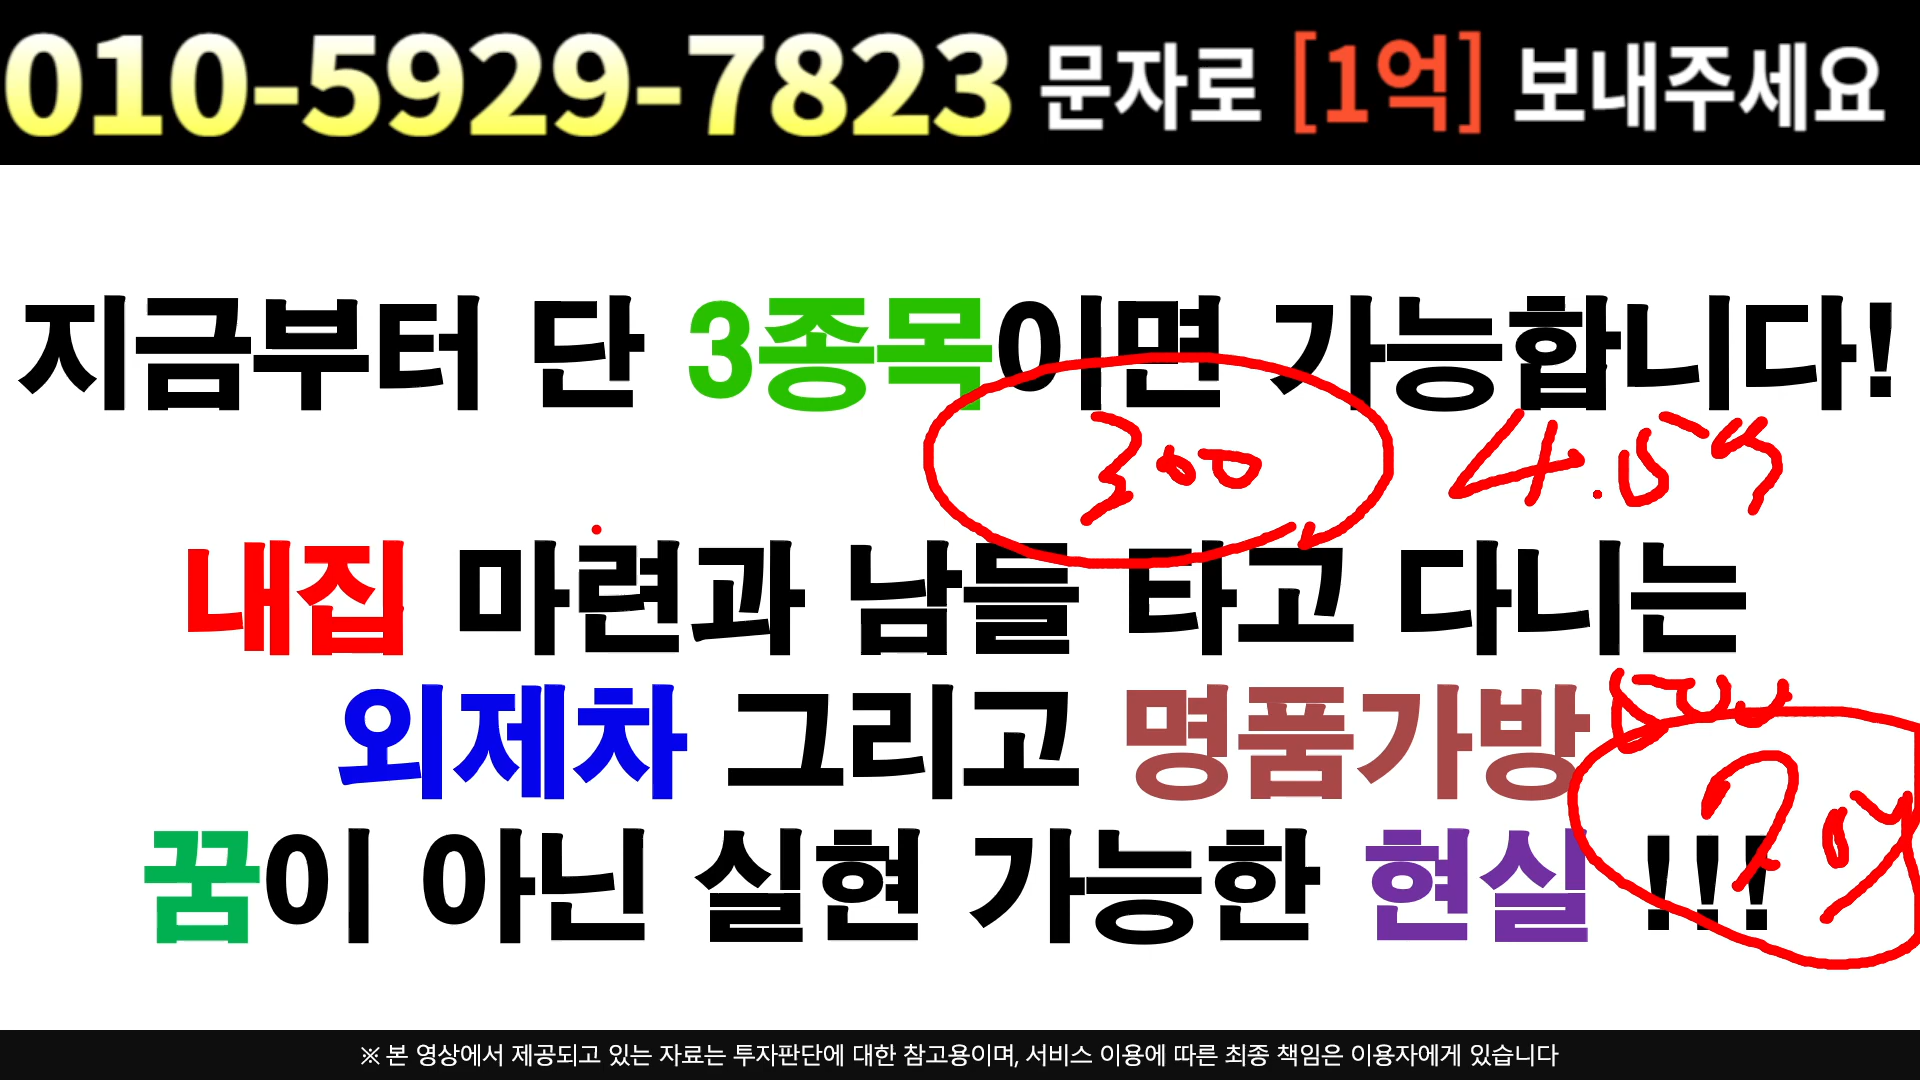 010-5929-7823 문자로 [1억] 보내주세요
지금부터 단 3종목이면 가능합니다!
300
4.5억
내집 마련과 남들 타고 다니는
외제차 그리고 명품가방
500
꿈이 아닌 실현 가능한 현실 !!!
※ 본 영상에서 제공되고 있는 자료는 투자판단에 대한 참고용이며, 서비스 이용에 따른 최종 책임은 이용자에게 있습니다